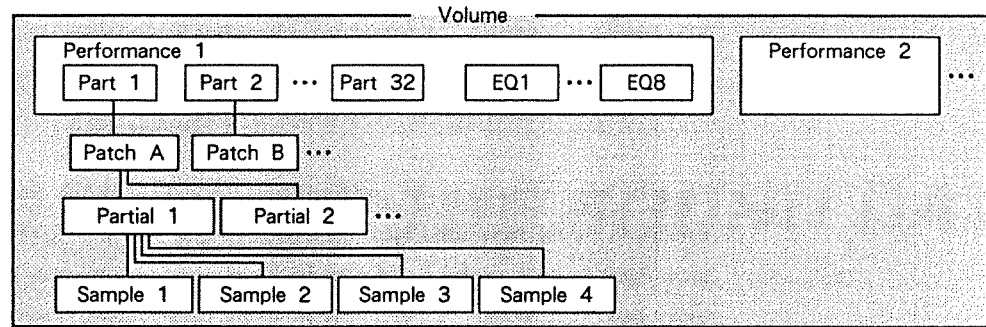 Volume
Performance 1
Performance 2
Part 1 Part 2 ••• Part 32 EQ1 ••• EQ8 •••
Patch A Patch B •••
Partial 1 Partial 2 •••
Sample 1 Sample 2 Sample 3 Sample 4